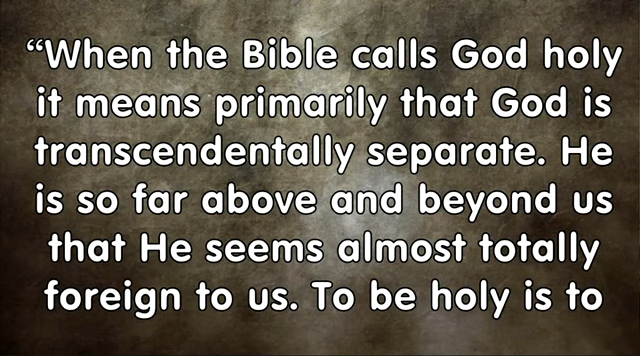 “When the Bible calls God holy
it means primarily that God is
transcendentally separate. He
is so far above and beyond us
that He seems almost totally
foreign to us. To be holy is to